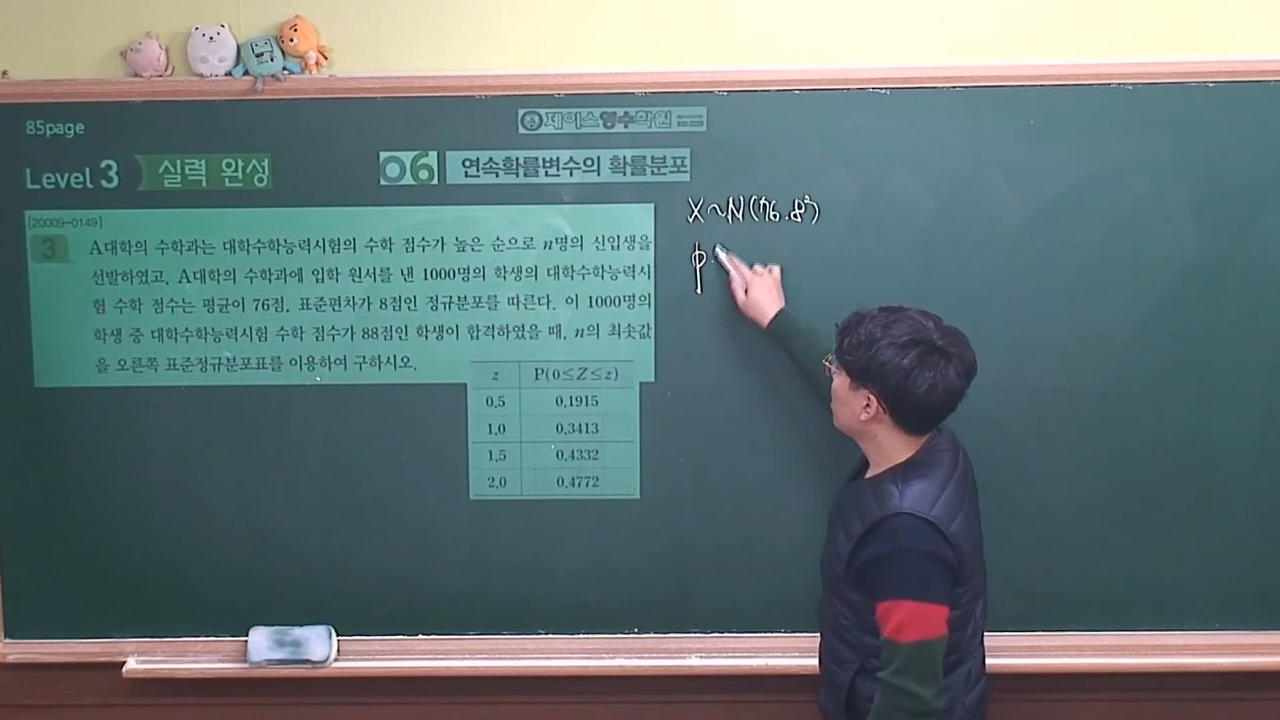 85page
제이스영수학원
Level 3 실력 완성
06 연속확률변수의 확률분포
[20009-0149]
3 A대학의 수학과는 대학수학능력시험의 수학 점수가 높은 순으로 n명의 신입생을
선발하였고, A대학의 수학과에 입학 원서를 낸 1000명의 학생의 대학수학능력시
험 수학 점수는 평균이 76점, 표준편차가 8점인 정규분포를 따른다. 이 1000명의
학생 중 대학수학능력시험 수학 점수가 88점인 학생이 합격하였을 때, n의 최솟값
을 오른쪽 표준정규분포표를 이용하여 구하시오.
z P(0≤Z≤z)
0.5 0.1915
1.0 0.3413
1.5 0.4332
2.0 0.4772
X~N(76.8²)
P